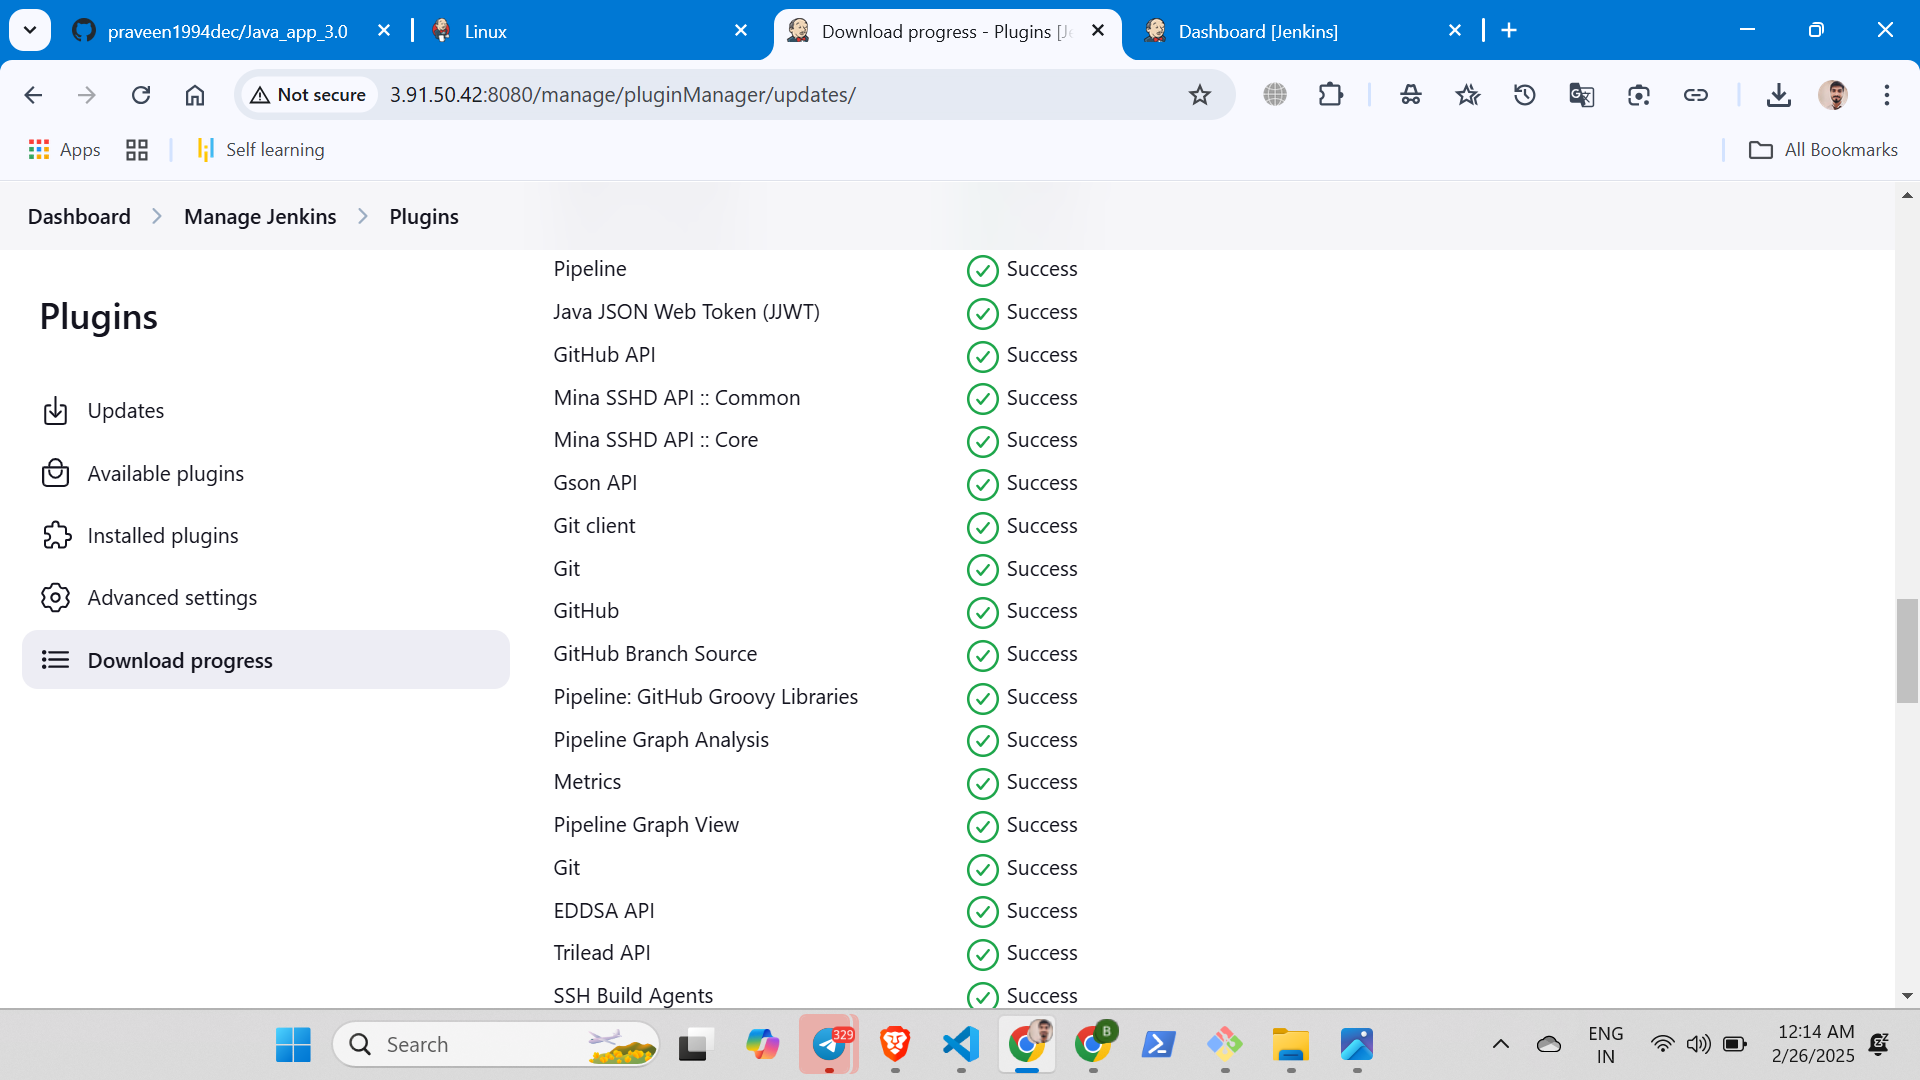 praveen1994dec/Java_app_3.0
Linux
Download progress - Plugins [Je
Dashboard [Jenkins]
Not secure
3.91.50.42:8080/manage/pluginManager/updates/
Apps
Self learning
All Bookmarks
Dashboard
Manage Jenkins
Plugins
Plugins
Updates
Available plugins
Installed plugins
Advanced settings
Download progress
Pipeline Success
Java JSON Web Token (JJWT) Success
GitHub API Success
Mina SSHD API :: Common Success
Mina SSHD API :: Core Success
Gson API Success
Git client Success
Git Success
GitHub Success
GitHub Branch Source Success
Pipeline: GitHub Groovy Libraries Success
Pipeline Graph Analysis Success
Metrics Success
Pipeline Graph View Success
Git Success
EDDSA API Success
Trilead API Success
SSH Build Agents Success
Search
329
B
ENG
IN
12:14 AM
2/26/2025